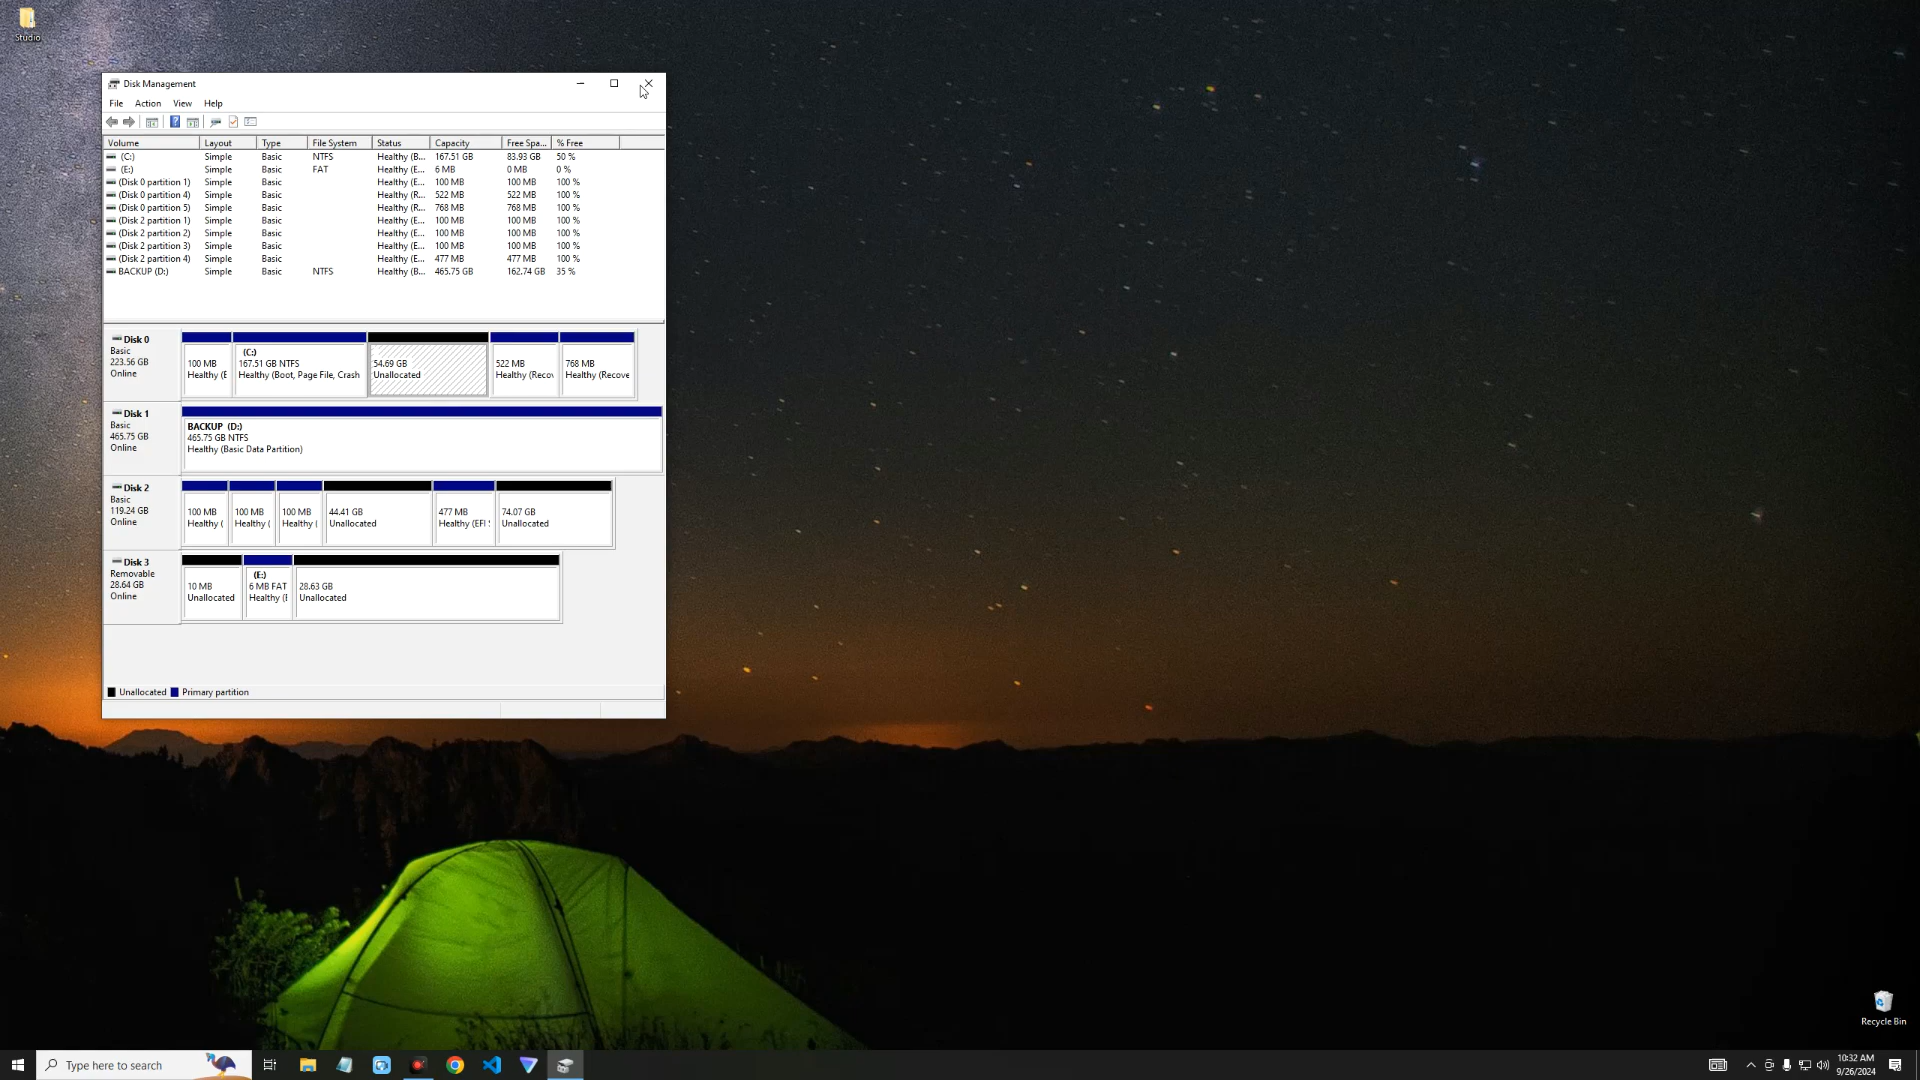 Studio
Disk Management
File Action View Help
Volume Layout Type File System Status Capacity Free Spa... % Free
(C:) Simple Basic NTFS Healthy (B... 167.51 GB 83.93 GB 50 %
(E:) Simple Basic FAT Healthy (E... 6 MB 0 MB 0 %
(Disk 0 partition 1) Simple Basic Healthy (E... 100 MB 100 MB 100 %
(Disk 0 partition 4) Simple Basic Healthy (R... 522 MB 522 MB 100 %
(Disk 0 partition 5) Simple Basic Healthy (R... 768 MB 768 MB 100 %
(Disk 2 partition 1) Simple Basic Healthy (E... 100 MB 100 MB 100 %
(Disk 2 partition 2) Simple Basic Healthy (E... 100 MB 100 MB 100 %
(Disk 2 partition 3) Simple Basic Healthy (E... 100 MB 100 MB 100 %
(Disk 2 partition 4) Simple Basic Healthy (E... 477 MB 477 MB 100 %
BACKUP (D:) Simple Basic NTFS Healthy (B... 465.75 GB 162.74 GB 35 %
Disk 0
Basic
223.56 GB
Online
100 MB
Healthy (E
(C:)
167.51 GB NTFS
Healthy (Boot, Page File, Crash
54.69 GB
Unallocated
522 MB
Healthy (Recov
768 MB
Healthy (Recove
Disk 1
Basic
465.75 GB
Online
BACKUP (D:)
465.75 GB NTFS
Healthy (Basic Data Partition)
Disk 2
Basic
119.24 GB
Online
100 MB
Healthy (
100 MB
Healthy (
100 MB
Healthy (
44.41 GB
Unallocated
477 MB
Healthy (EFI S
74.07 GB
Unallocated
Disk 3
Removable
28.64 GB
Online
10 MB
Unallocated
(E:)
6 MB FAT
Healthy (E
28.63 GB
Unallocated
Unallocated Primary partition
Recycle Bin
Type here to search
10:32 AM
9/26/2024